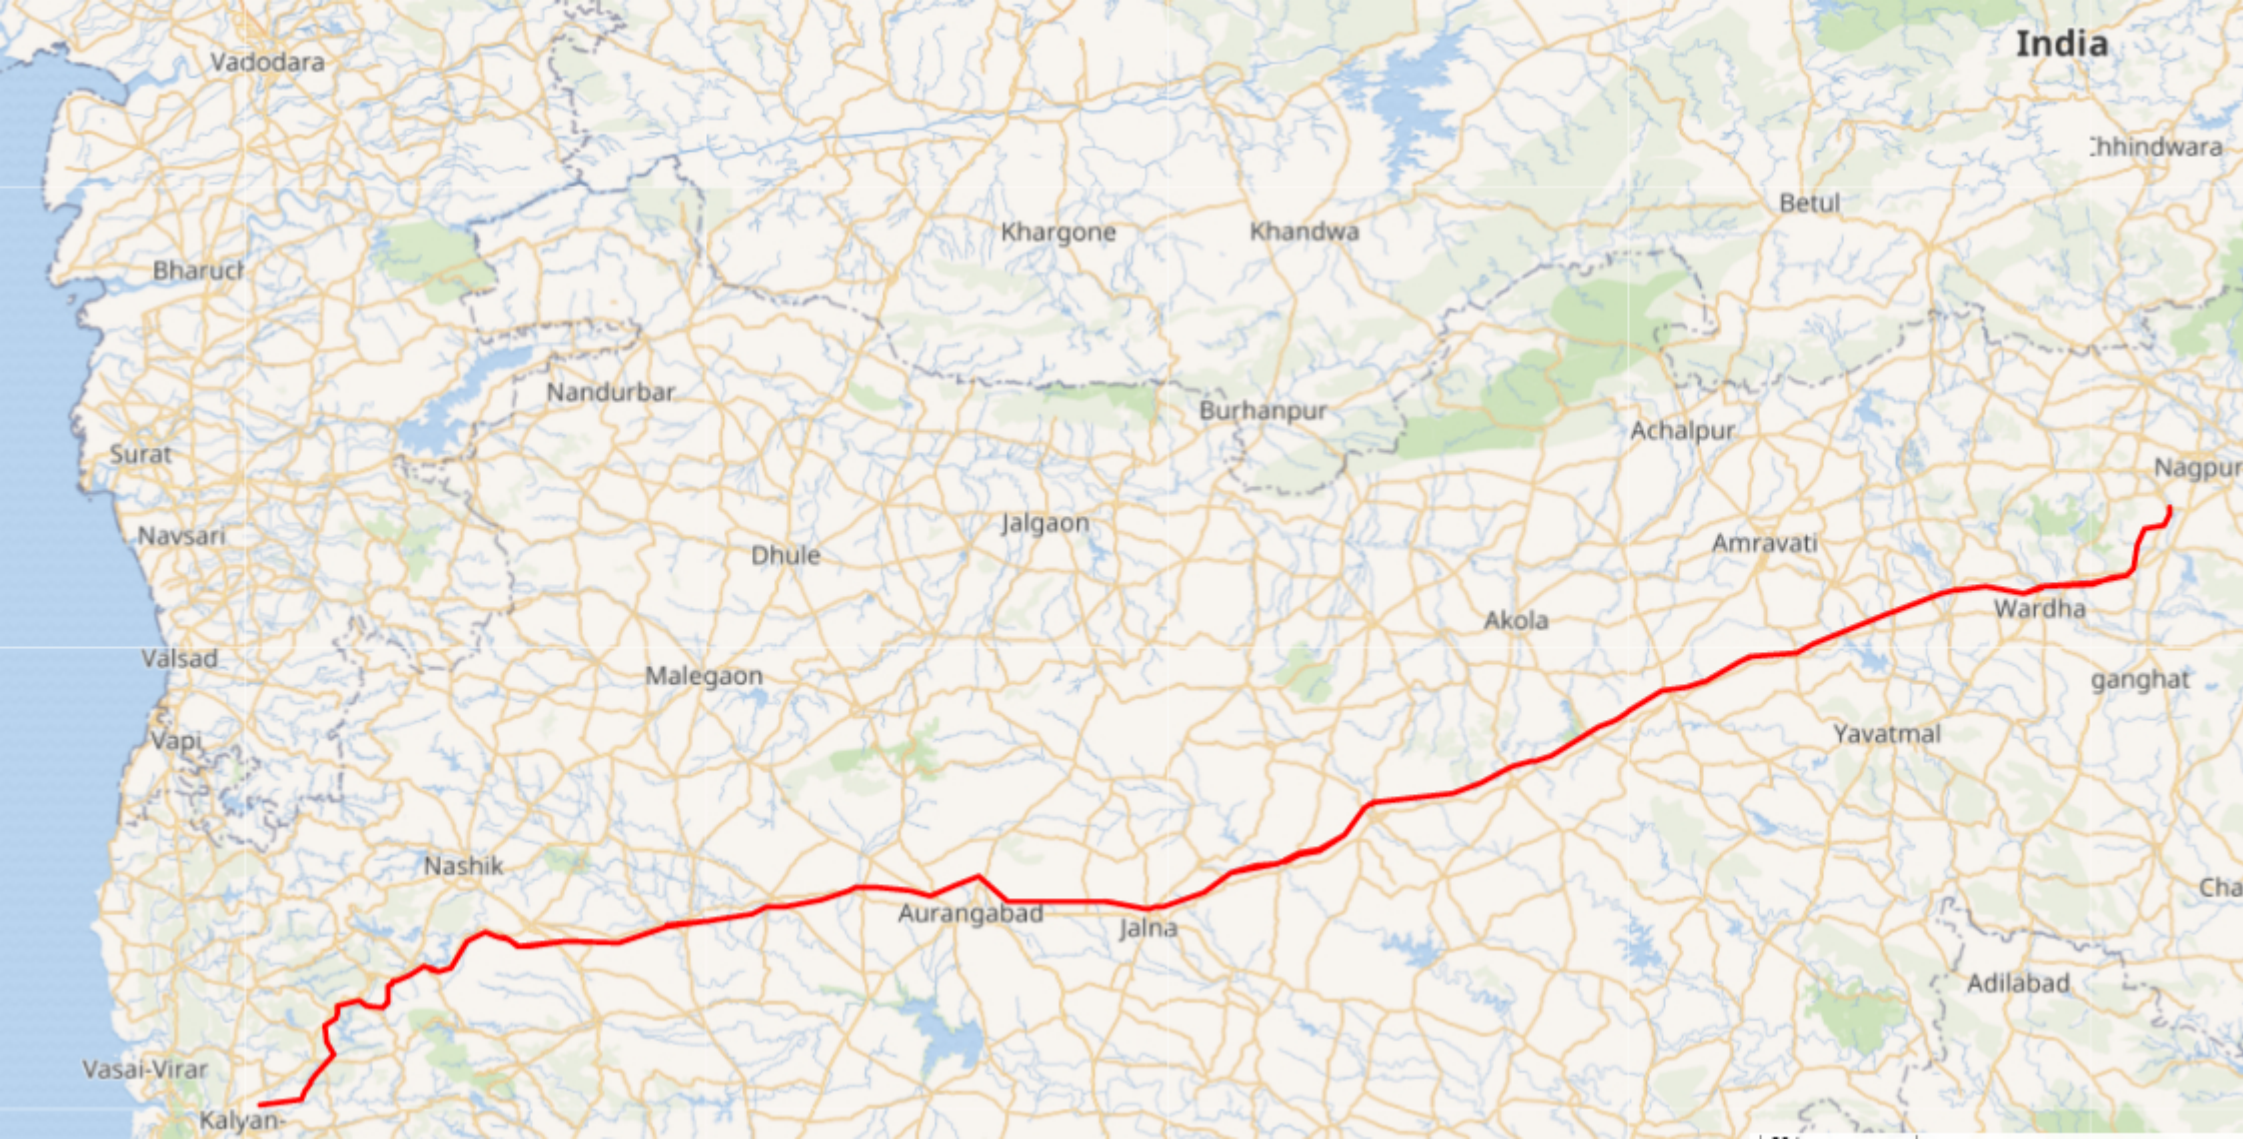 India
Vadodara
Chhindwara
Betul
Khargone
Khandwa
Bharuch
Nandurbar
Burhanpur
Achalpur
Surat
Nagpur
Jalgaon
Navsari
Amravati
Dhule
Wardha
Akola
Valsad
Malegaon
ganghat
Yavatmal
Vapi
Nashik
Cha
Aurangabad
Jalna
Adilabad
Vasai-Virar
Kalyan-